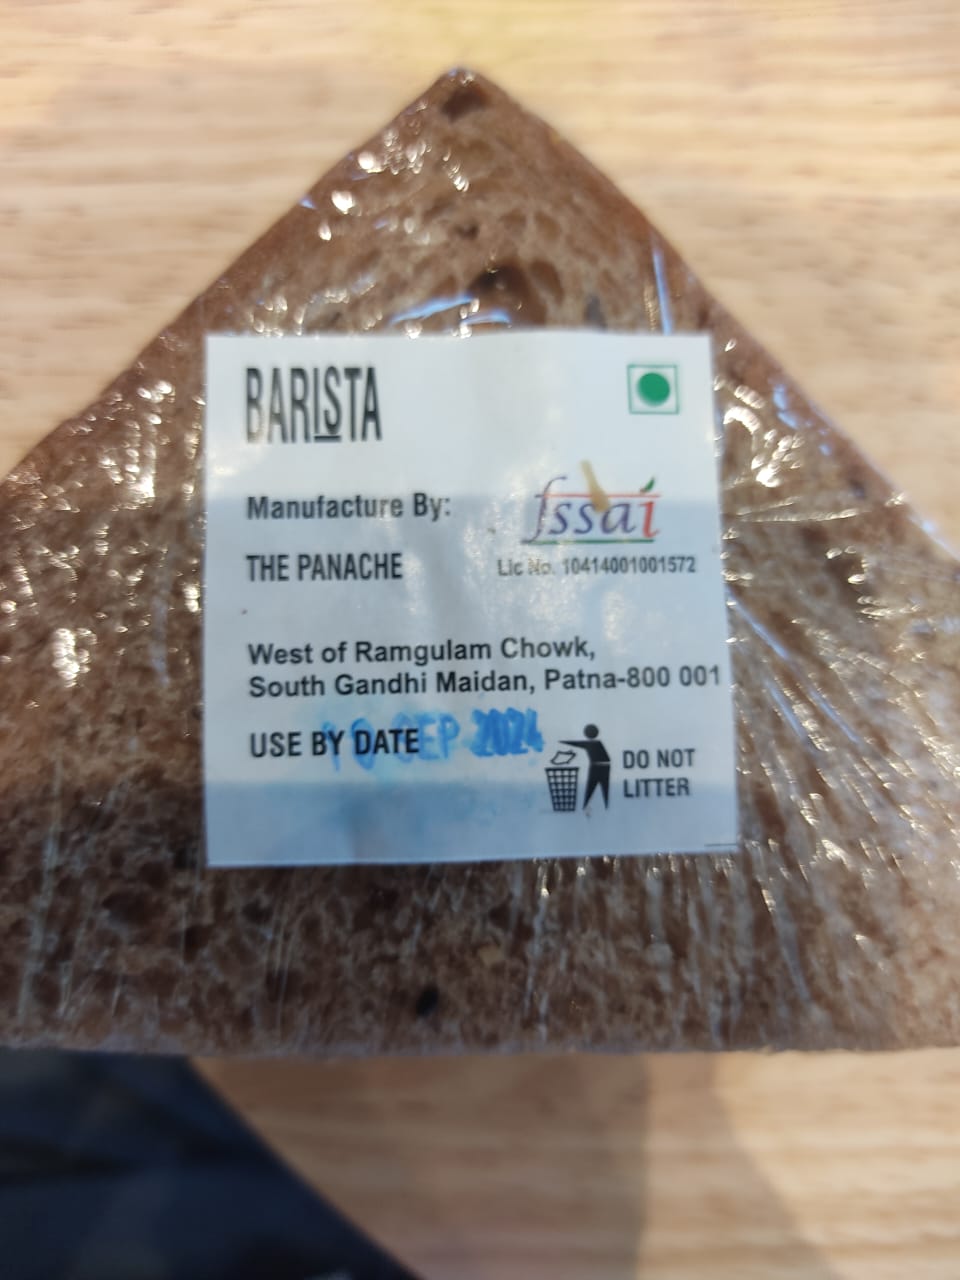 BARISTA
Manufacture By:
fssai
THE PANACHE
Lic No. 10414001001572
West of Ramgulam Chowk,
South Gandhi Maidan, Patna-800 001
USE BY DATE SEP 2024
DO NOT
LITTER